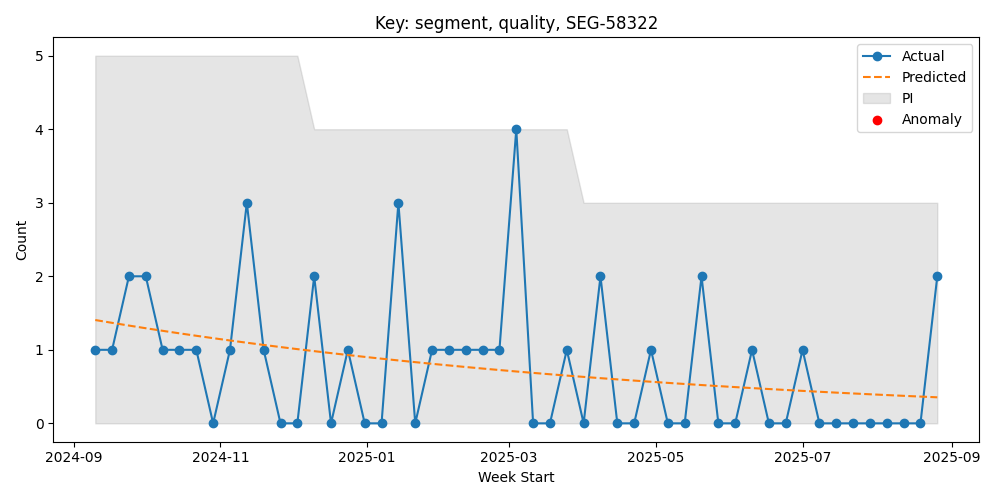 Key: segment, quality, SEG-58322
Actual
Predicted
PI
Anomaly
5
4
3
2
1
0
Count
2024-09
2024-11
2025-01
2025-03
2025-05
2025-07
2025-09
Week Start